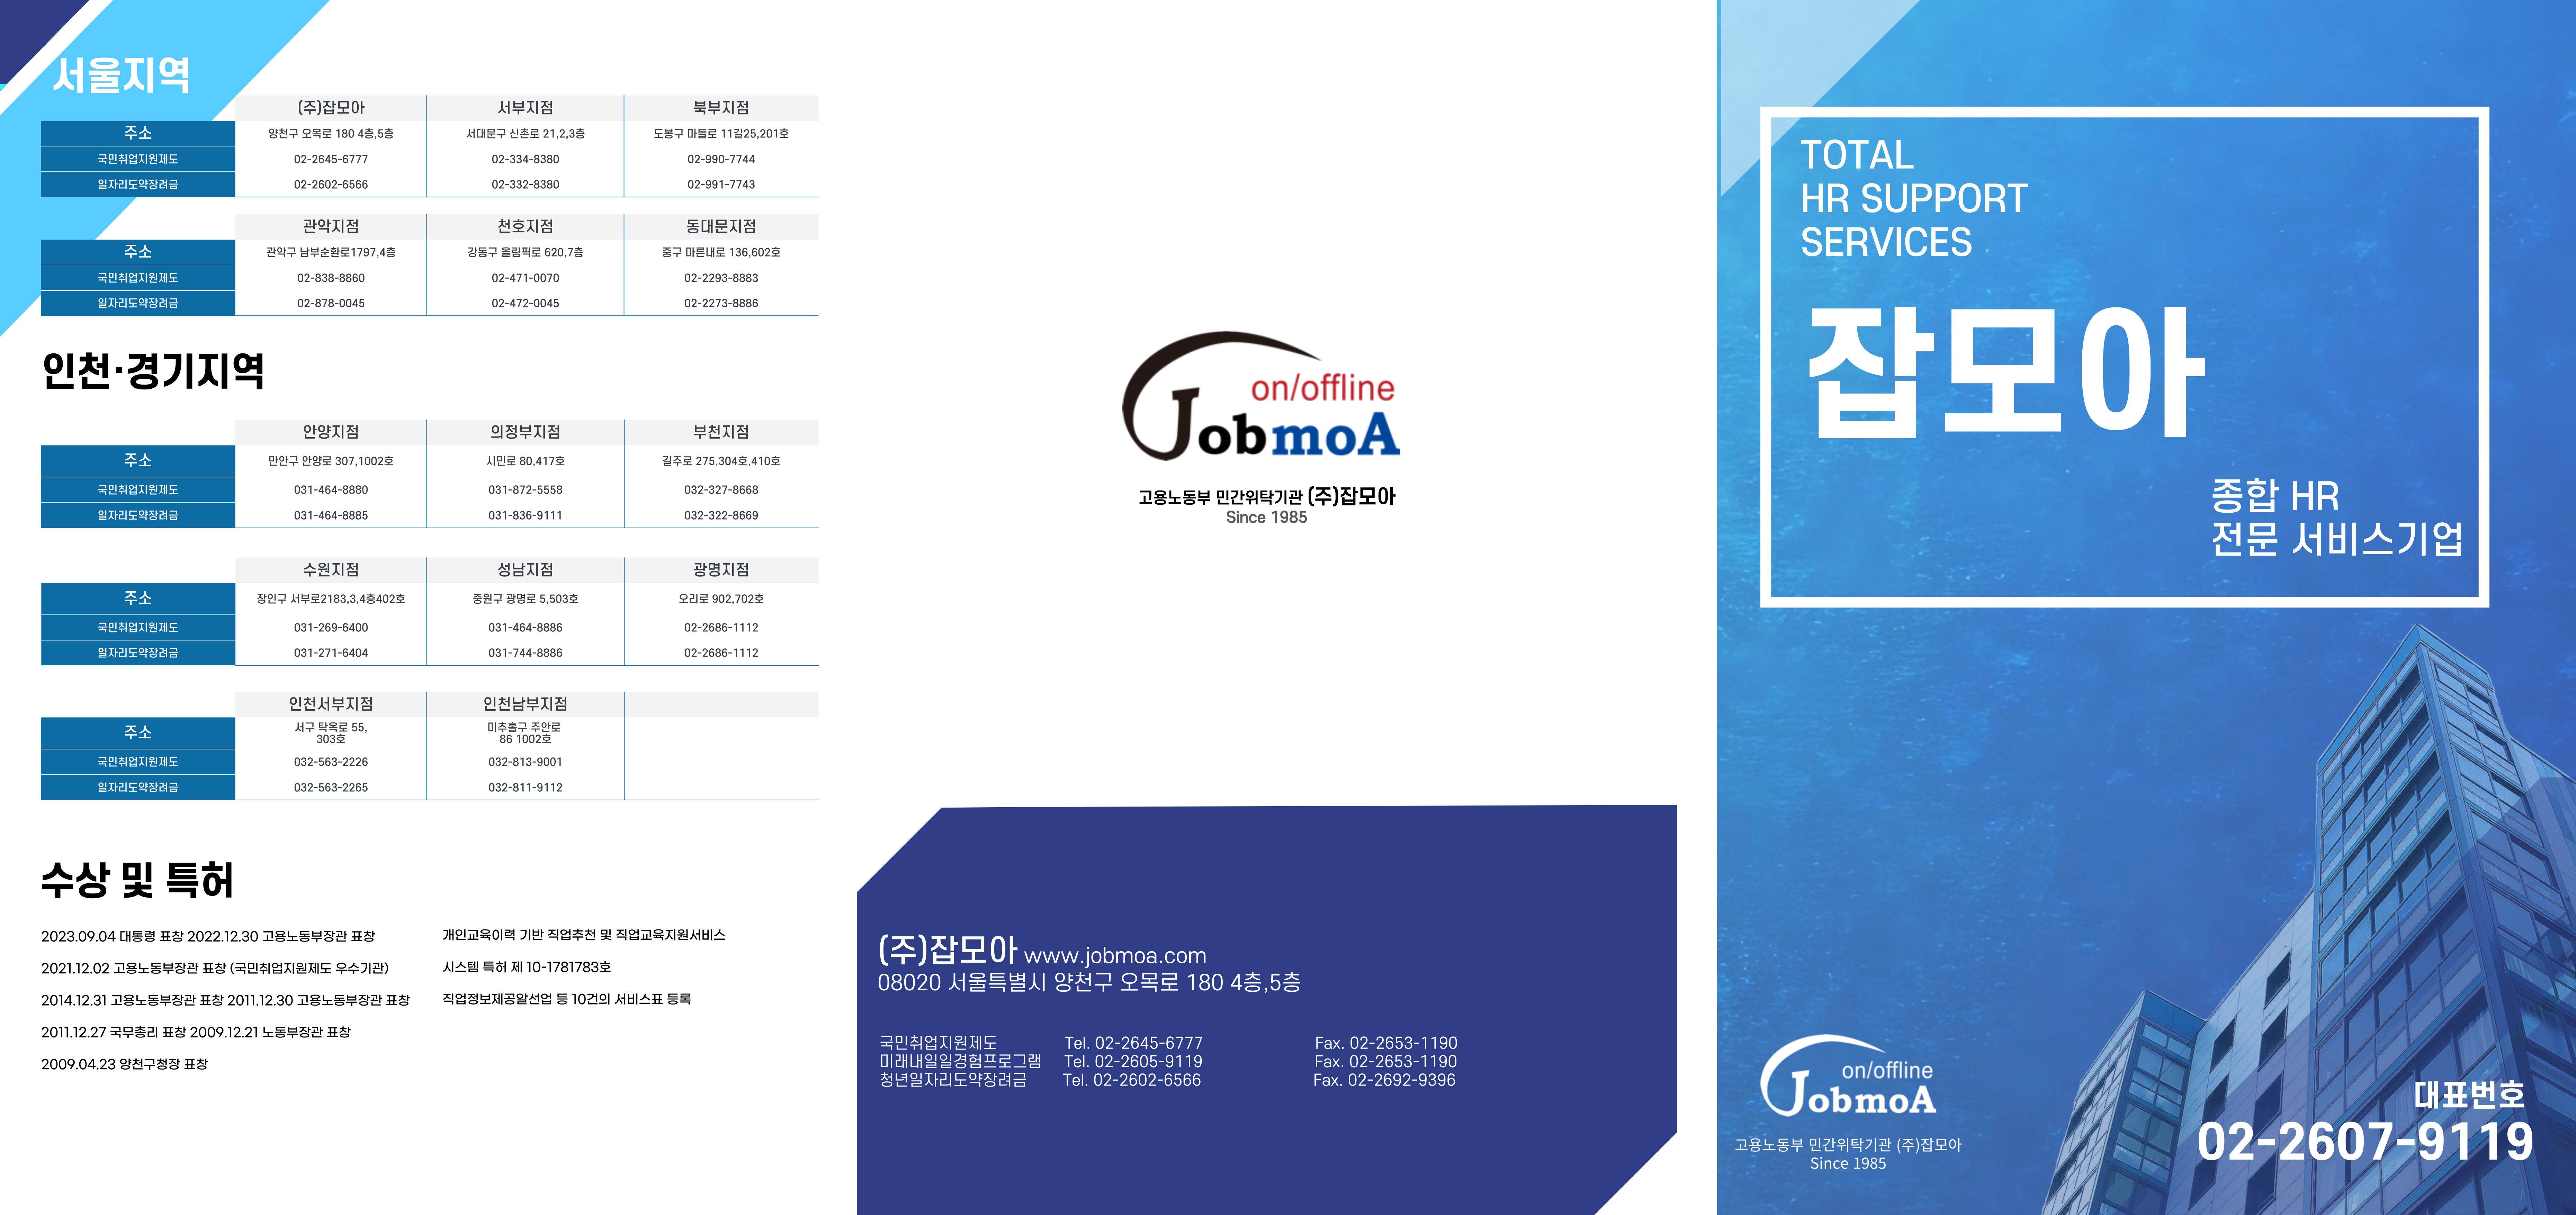 서울지역
(주)잡모아 서부지점 북부지점
주소 양천구 오목로 180 4층,5층 서대문구 신촌로 21,2,3층 도봉구 마들로 11길25,201호
국민취업지원제도 02-2645-6777 02-334-8380 02-990-7744
일자리도약장려금 02-2602-6566 02-332-8380 02-991-7743
관악지점 천호지점 동대문지점
주소 관악구 남부순환로1797,4층 강동구 올림픽로 620,7층 중구 마른내로 136,602호
국민취업지원제도 02-838-8860 02-471-0070 02-2293-8883
일자리도약장려금 02-878-0045 02-472-0045 02-2273-8886
인천·경기지역
안양지점 의정부지점 부천지점
주소 만안구 안양로 307,1002호 시민로 80,417호 길주로 275,304호,410호
국민취업지원제도 031-464-8880 031-872-5558 032-327-8668
일자리도약장려금 031-464-8885 031-836-9111 032-322-8669
수원지점 성남지점 광명지점
주소 장인구 서부로2183,3,4층402호 중원구 광명로 5,503호 오리로 902,702호
국민취업지원제도 031-269-6400 031-464-8886 02-2686-1112
일자리도약장려금 031-271-6404 031-744-8886 02-2686-1112
인천서부지점 인천남부지점
주소 서구 탁옥로 55, 미추홀구 주안로
303호 86 1002호
국민취업지원제도 032-563-2226 032-813-9001
일자리도약장려금 032-563-2265 032-811-9112
수상 및 특허
2023.09.04 대통령 표창 2022.12.30 고용노동부장관 표창
2021.12.02 고용노동부장관 표창 (국민취업지원제도 우수기관)
2014.12.31 고용노동부장관 표창 2011.12.30 고용노동부장관 표창
2011.12.27 국무총리 표창 2009.12.21 노동부장관 표창
2009.04.23 양천구청장 표창
개인교육이력 기반 직업추천 및 직업교육지원서비스
시스템 특허 제 10-1781783호
직업정보제공알선업 등 10건의 서비스표 등록
on/offline
JobmoA
고용노동부 민간위탁기관 (주)잡모아
Since 1985
(주)잡모아 www.jobmoa.com
08020 서울특별시 양천구 오목로 180 4층,5층
국민취업지원제도 Tel. 02-2645-6777 Fax. 02-2653-1190
미래내일일경험프로그램 Tel. 02-2605-9119 Fax. 02-2653-1190
청년일자리도약장려금 Tel. 02-2602-6566 Fax. 02-2692-9396
TOTAL
HR SUPPORT
SERVICES
잡모아
종합 HR
전문 서비스기업
on/offline
JobmoA
고용노동부 민간위탁기관 (주)잡모아
Since 1985
대표번호
02-2607-9119